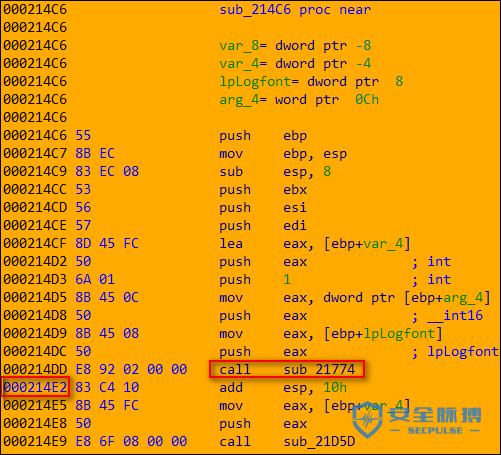 000214C6 sub_214C6 proc near
000214C6
000214C6 var_8= dword ptr -8
000214C6 var_4= dword ptr -4
000214C6 lpLogfont= dword ptr  8
000214C6 arg_4= word ptr  0Ch
000214C6
000214C6 55 push ebp
000214C7 8B EC mov ebp, esp
000214C9 83 EC 08 sub esp, 8
000214CC 53 push ebx
000214CD 56 push esi
000214CE 57 push edi
000214CF 8D 45 FC lea eax, [ebp+var_4]
000214D2 50 push eax ; int
000214D3 6A 01 push 1 ; int
000214D5 8B 45 0C mov eax, dword ptr [ebp+arg_4]
000214D8 50 push eax ; __int16
000214D9 8B 45 08 mov eax, [ebp+lpLogfont]
000214DC 50 push eax ; lpLogfont
000214DD E8 92 02 00 00 call sub_21774
000214E2 83 C4 10 add esp, 10h
000214E5 8B 45 FC mov eax, [ebp+var_4]
000214E8 50 push eax
000214E9 E8 6F 08 00 00 call sub_21D5D
安全脉搏
SECPULSE